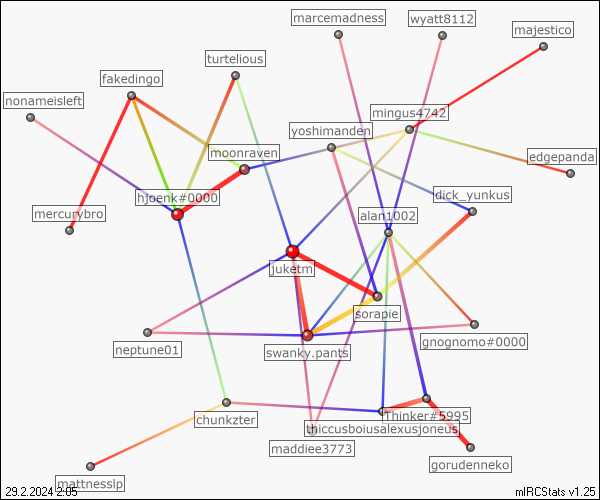 marcemadness
wyatt8112
majestico
turtelious
fakedingo
nonameisleft
mingus4742
yoshimanden
moonraven
edgepanda
hjoenk#0000
dick_yunkus
mercurybro
alan1002
juketm
sorapie
swanky.pants
gnognomo#0000
neptune01
Thinker#5995
chunkzter
thiccusboiusalexusjoneus
maddiee3773
gorudenneko
mattnesslp
29.2.2024 2:05
mIRCStats v1.25